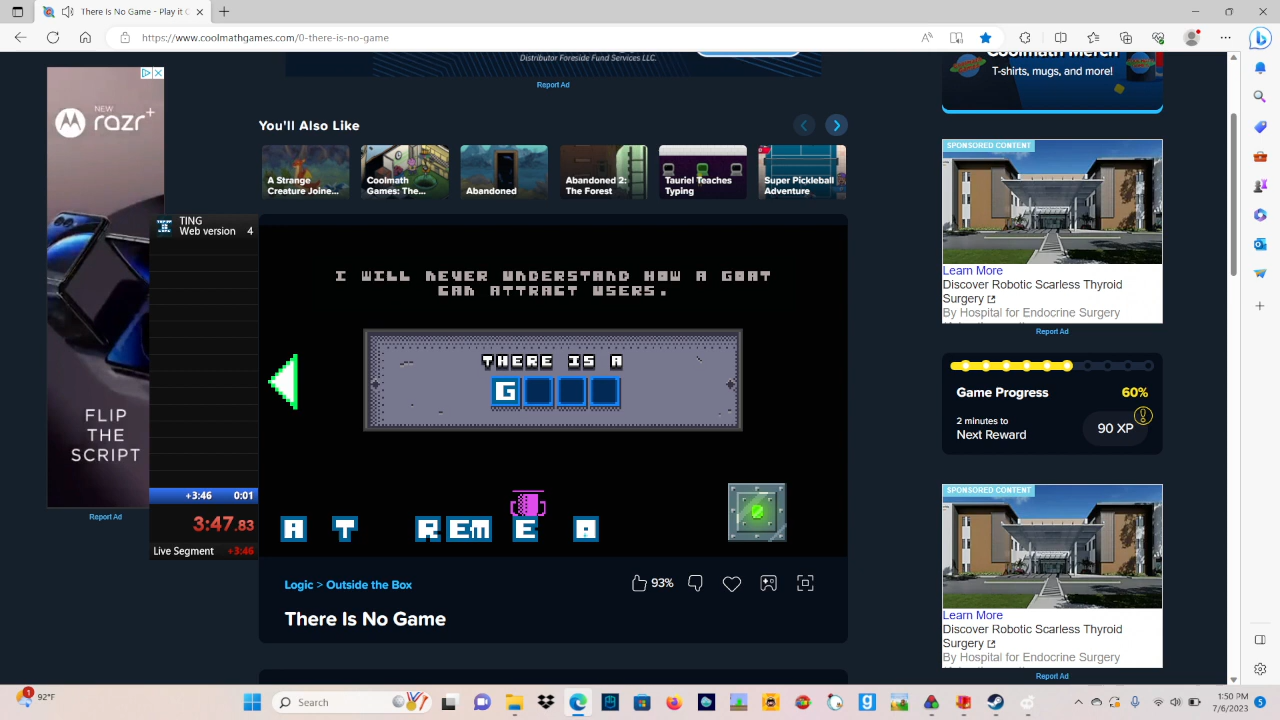 Play it
3:46
https://www.coolmathgames.com/0-there-is-no-game
Distributor Foreside Fund Services LLC.
Report Ad
Coolmath Merch
T-shirts, mugs, and more!
NEW
razr+
FLIP
THE
SCRIPT
Report Ad
You'll Also Like
A Strange
Creature Joine...
Coolmath
Games: The...
Abandoned
Abandoned 2:
The Forest
Tauriel Teaches
Typing
Super Pickleball
Adventure
TING
Web version 4
+3:46 0:01
3:47.83
Live Segment +3:46
I WILL NEVER UNDERSTAND HOW A GOAT
CAN ATTRACT USERS.
THERE IS A
G
A T R E M E A
Logic > Outside the Box
93%
There Is No Game
SPONSORED CONTENT
Learn More
Discover Robotic Scarless Thyroid
Surgery
By Hospital for Endocrine Surgery
Report Ad
Game Progress 60%
2 minutes to
Next Reward
90 XP
SPONSORED CONTENT
Learn More
Discover Robotic Scarless Thyroid
Surgery
By Hospital for Endocrine Surgery
Report Ad
1
92°F
Search
1:50 PM
7/6/2023
5